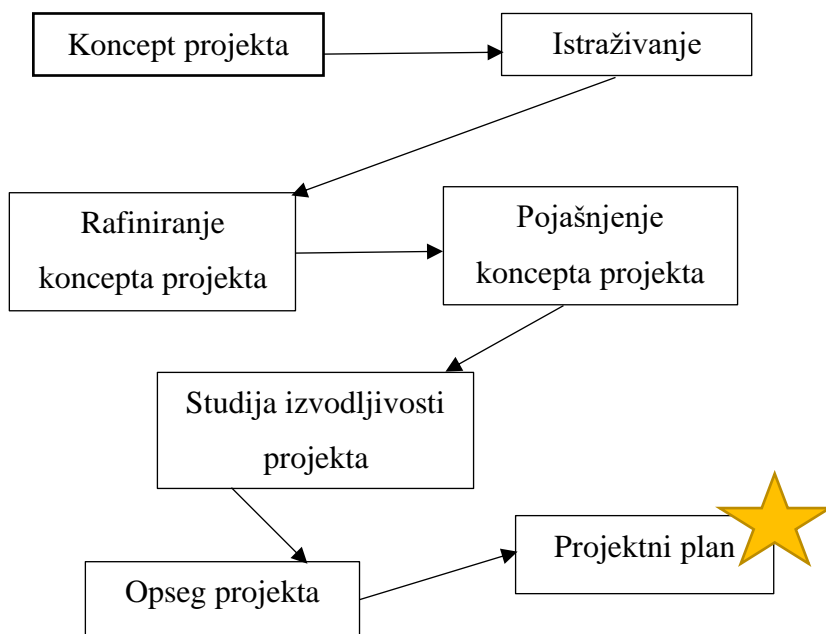 Koncept projekta
Istraživanje
Rafiniranje
koncepta projekta
Pojašnjenje
koncepta projekta
Studija izvodljivosti
projekta
Opseg projekta
Projektni plan